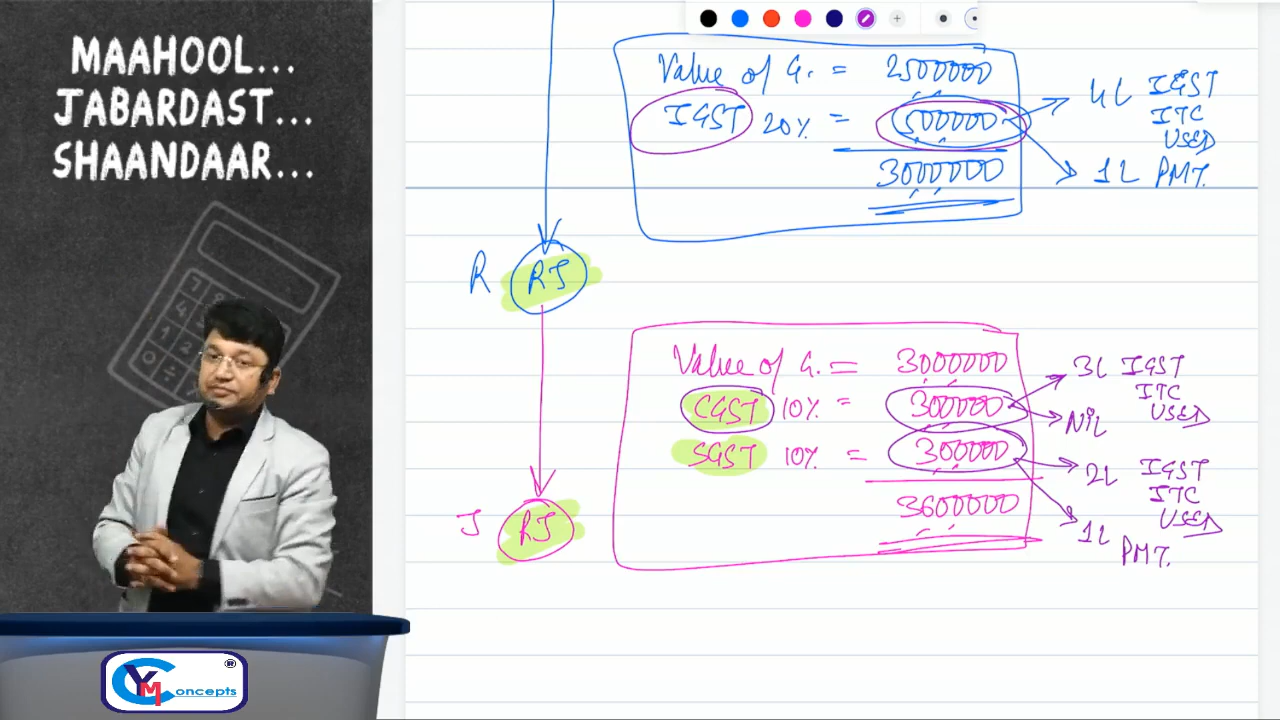 MAAHOOL...
JABARDAST...
SHAANDAAR...
Value of G. = 2500000
IGST 20% = 500000
3000000
4L IGST
ITC
USED
1L PMT.
R RJ
Value of G. = 3000000
CGST 10% = 300000
SGST 10% = 300000
3600000
3L IGST
ITC
USED
NIL
2L IGST
ITC
USED
1L
PMT.
J RJ
CYM Concepts ®